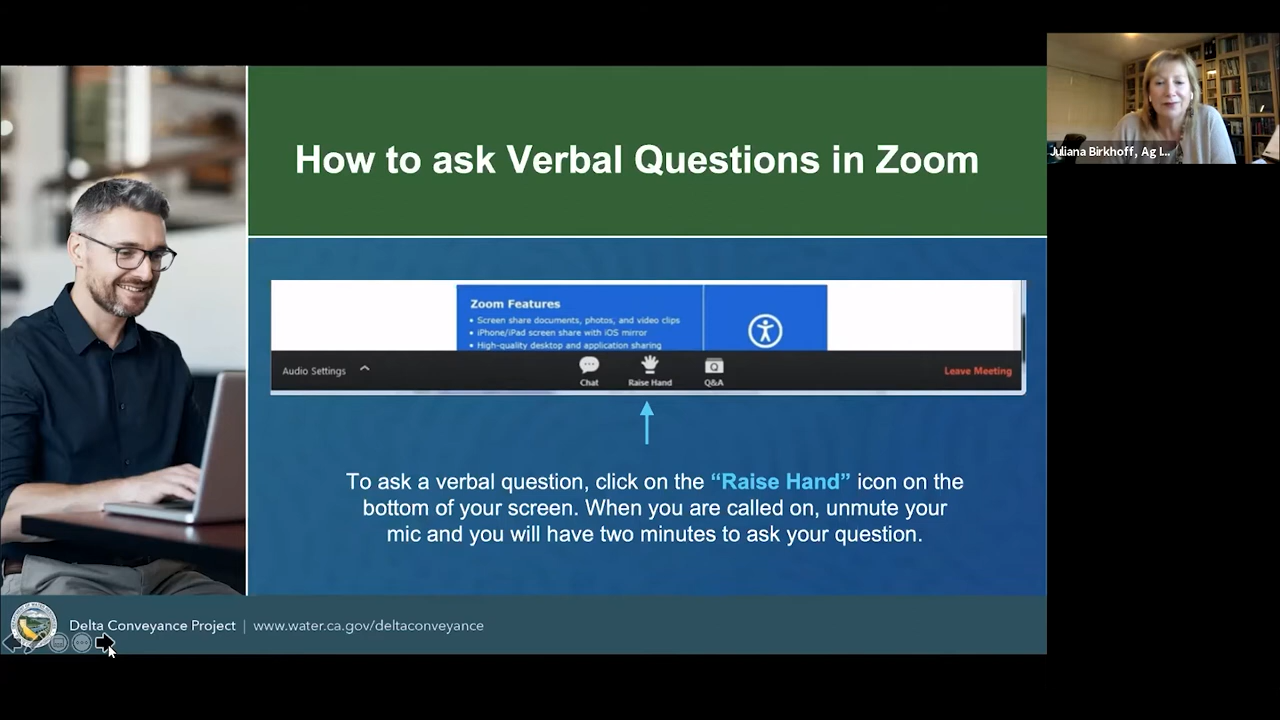 How to ask Verbal Questions in Zoom
Juliana Birkhoff, Ag I...
Zoom Features
• Screen share documents, photos, and video clips
• iPhone/iPad screen share with iOS mirror
• High-quality desktop and application sharing
Audio Settings
Chat
Raise Hand
Q&A
Leave Meeting
To ask a verbal question, click on the “Raise Hand” icon on the
bottom of your screen. When you are called on, unmute your
mic and you will have two minutes to ask your question.
Delta Conveyance Project | www.water.ca.gov/deltaconveyance